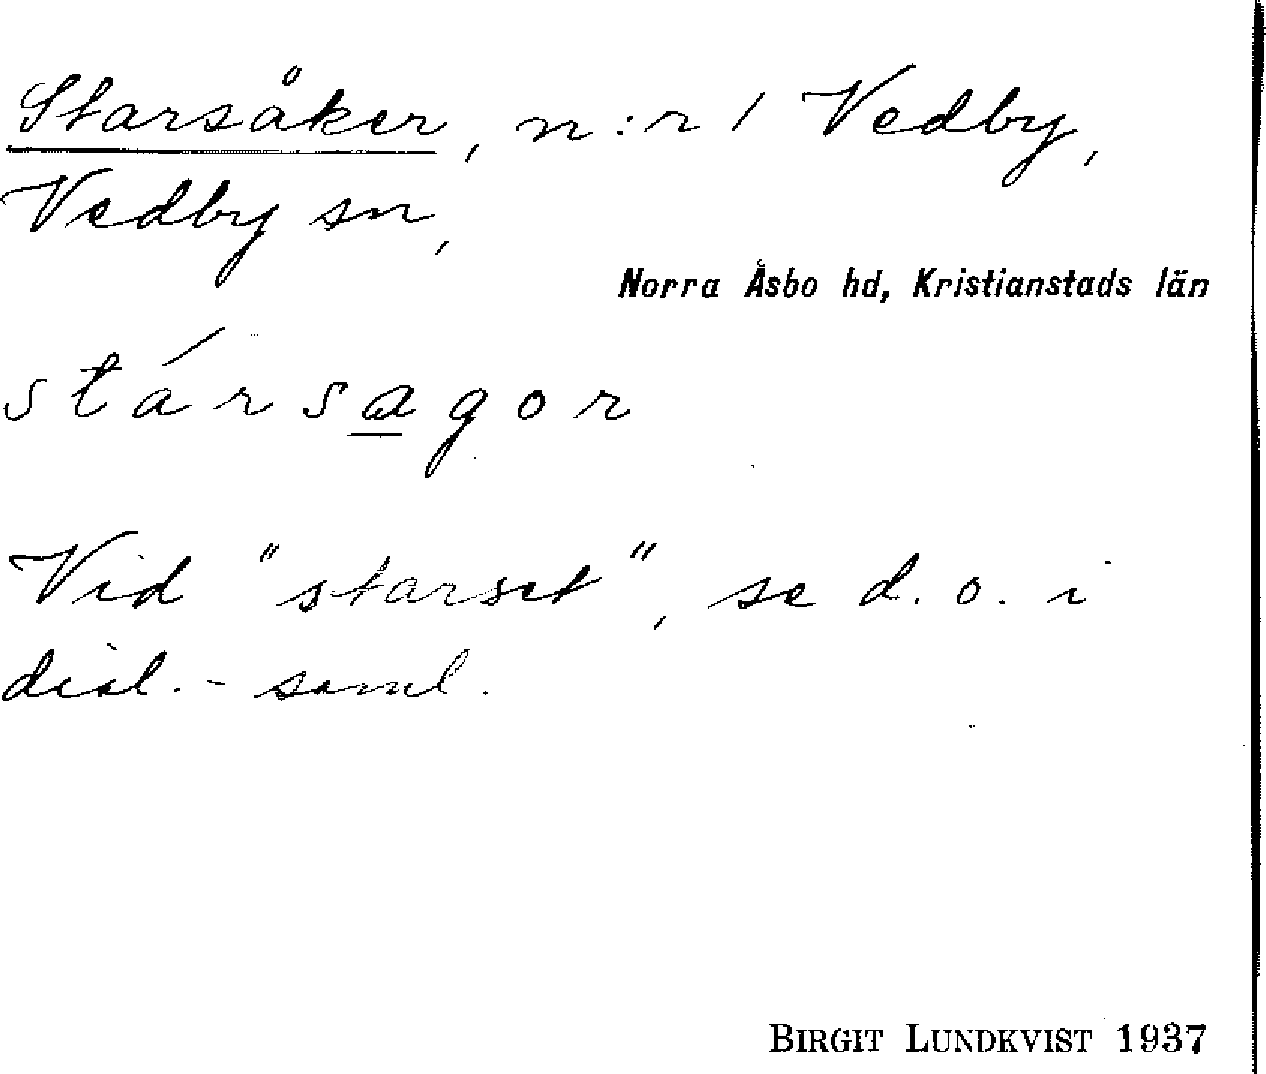 Starsåker, n:r 1 Vedby,
Vedby sn,
Norra Åsbo hd, Kristianstads län
stársagor
Vid "starset", se d. o. i
dial.-saml.
BIRGIT LUNDKVIST 1937